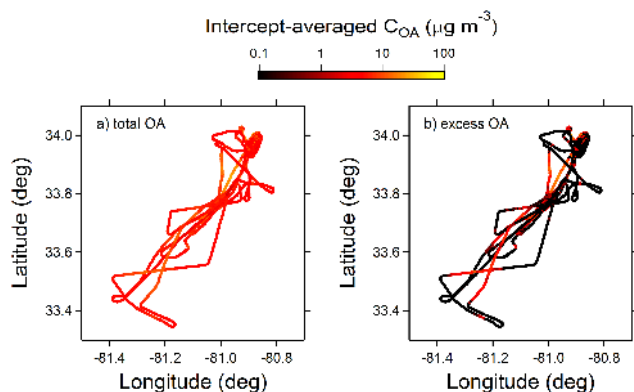 Intercept-averaged C_OA (µg m⁻³)
0.1 1 10 100
a) total OA
b) excess OA
34.0
33.8
33.6
33.4
Latitude (deg)
-81.4 -81.2 -81.0 -80.8
Longitude (deg)
34.0
33.8
33.6
33.4
Latitude (deg)
-81.4 -81.2 -81.0 -80.8
Longitude (deg)